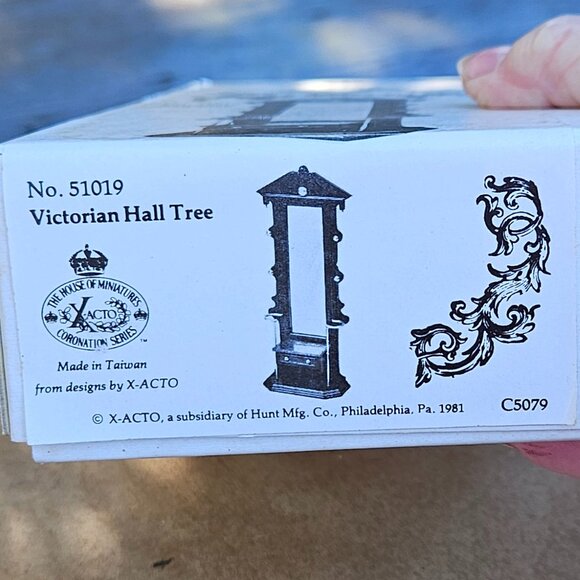 No. 51019
Victorian Hall Tree
THE HOUSE OF MINIATURES
X-ACTO
CORONATION SERIES
™
Made in Taiwan
from designs by X-ACTO
© X-ACTO, a subsidiary of Hunt Mfg. Co., Philadelphia, Pa. 1981
C5079